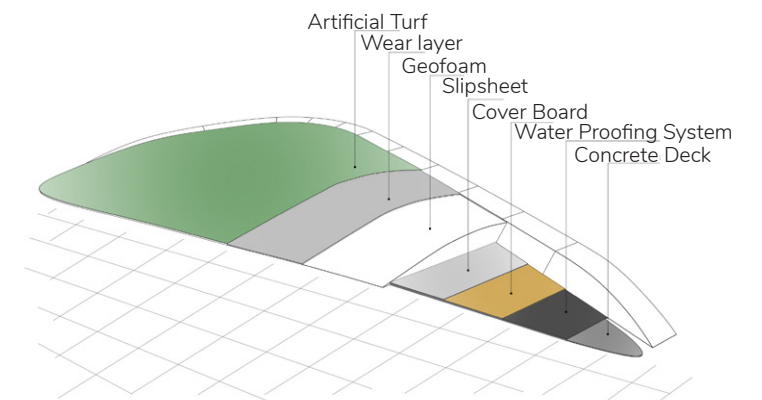 Artificial Turf
Wear layer
Geofoam
Slipsheet
Cover Board
Water Proofing System
Concrete Deck